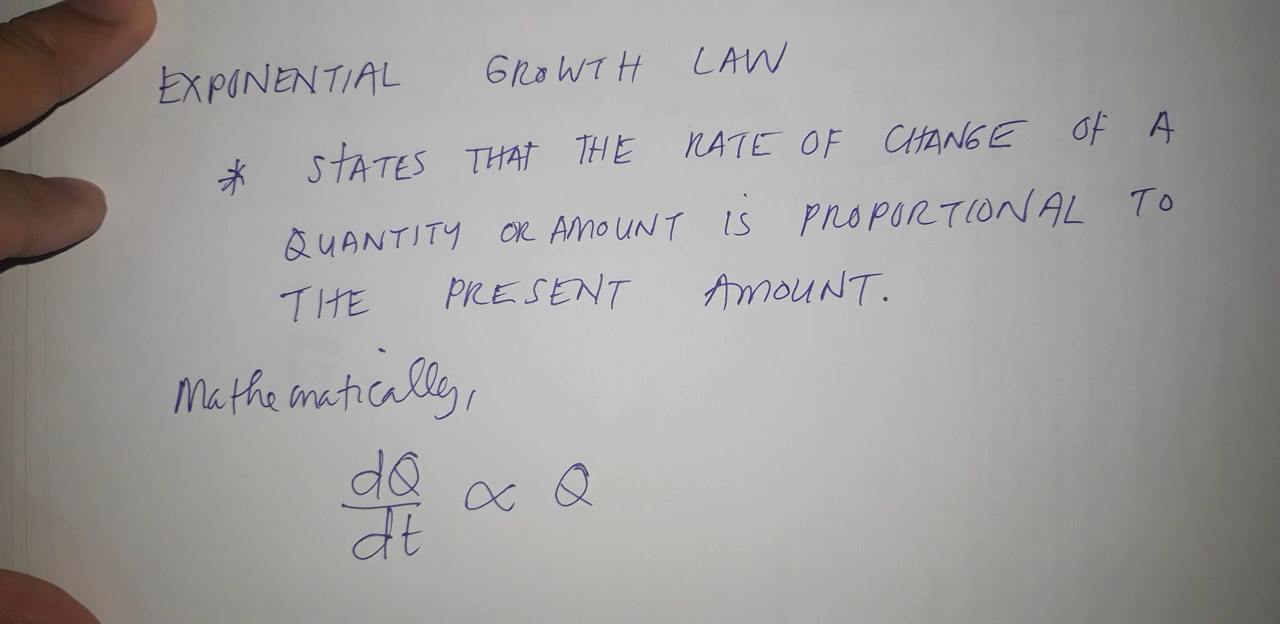 EXPONENTIAL GROWTH LAW
* STATES THAT THE RATE OF CHANGE OF A
QUANTITY OR AMOUNT IS PROPORTIONAL TO
THE PRESENT AMOUNT.
Mathematically,
dQ/dt ∝ Q